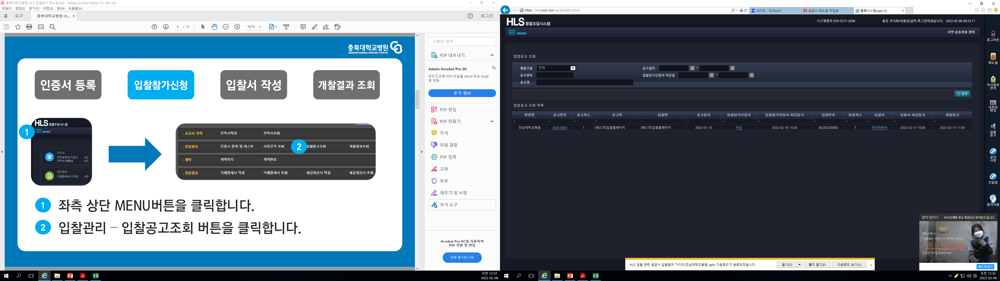 충북대학교병원 HLS 입찰참가 메뉴얼.pdf - Adobe Acrobat Reader DC (64-bit)
파일(F) 편집(E) 보기(V) 서명(S) 창(W) 도움말(H)
홈 도구 충북대학교병원 HL... × 로그인
4 / 12 107%
충북대학교병원
CHUNGBUK NATIONAL UNIVERSITY HOSPITAL
인증서 등록 입찰참가신청 입찰서 작성 개찰결과 조회
HLS 물품조달시스템
1 MENU
견적서
견적요청서 미접수 0건
견적서 미발송 0건
정산관리
거래명세서 미작성 0건
- 공급사 견적 견적서작성 견적서조회
- 입찰관리 인증서 등록 및 테스트 사전규격 조회 2 입찰공고조회 개찰결과조회
- 계약 계약처리 계약완료
- 정산관리 거래명세서 작성 거래명세서 조회 세금계산서 작성 세금계산서 조회
1 좌측 상단 MENU버튼을 클릭합니다.
2 입찰관리 – 입찰공고조회 버튼을 클릭합니다.
'스탬프' 검색
PDF 내보내기
Adobe Acrobat Pro DC
온라인으로 PDF 파일을 Word 또는 Excel
로 변환
추가 정보
PDF 편집
PDF 만들기
주석
파일 결합
PDF 압축
교정
보호
채우기 및 서명
추가 도구
Acrobat Pro DC를 사용하여
PDF 전환 및 편집
무료 평가판 시작
오전 12:32
2022-02-06
https://hls.cnuh.com/sp/bd/bd3120.sh
네이트 : 검색zum 공급사 메뉴얼 작업용 물류시스템(app13)
HLS 물품조달시스템
시스템문의 070-5217-2436 동은 주식회사[동은]님이 로그인하셨습니다. 2022-02-06 00:33:11
MENU 시약 운송보증 관리
로그아웃
메뉴얼
자사정보
관리
내정보
변경
입찰
공고
공지
사항
조달청
원격지원
입찰공고 조회
병원구분 전체 공고일자 ~
공고번호 입찰참가신청서 마감일 ~
공고명
검색
입찰공고 조회 목록
병원명 공고번호 공고차수 공고명 입찰명 공고일자 입찰참가신청서 입찰참가신청서 마감일시 입찰번호 입찰차수 입찰서 입찰서 마감일시 개찰일시
전남대학교병원 2021-0001 1 [테스트]입찰홈페이지 [테스트]입찰홈페이지 2022-01-18 작성 2022-02-16 15:30 BD202200002 1 자격미부여 2022-02-17 10:00 2022-02-17 11:00
알약 알리미 NGO단체에 무상 제공되는 공익광고 입니다.
코로나19보다
연탄 한 장에 800원
사랑의 온기를 전해주세요!
확인 후 닫기
HLS 입찰 관련 공급사 입찰참여 가이드(전남대학교병원).pptx 다운로드가 완료되었습니다. 열기(O) 폴더 열기(P) 다운로드 보기(V) ×
오전 12:32
2022-02-06